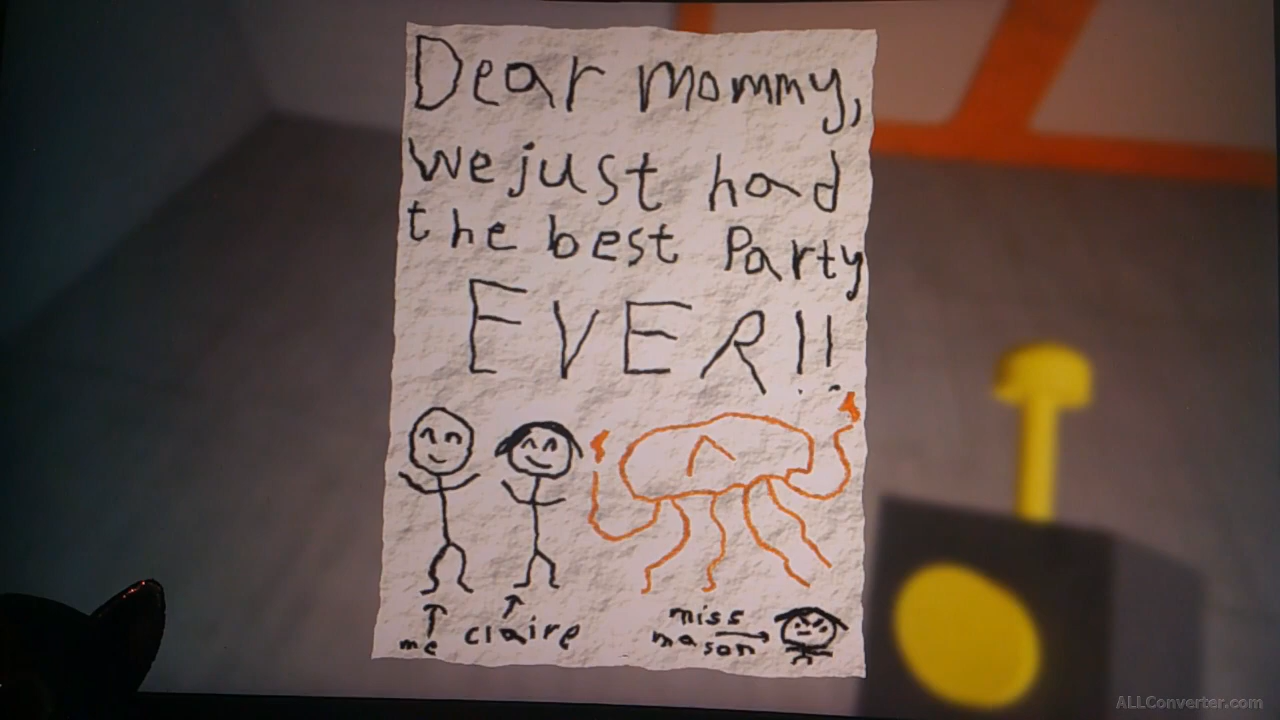 Dear mommy,
we just had
the best Party
EVER!!
me
claire
miss
mason
ALLConverter.com